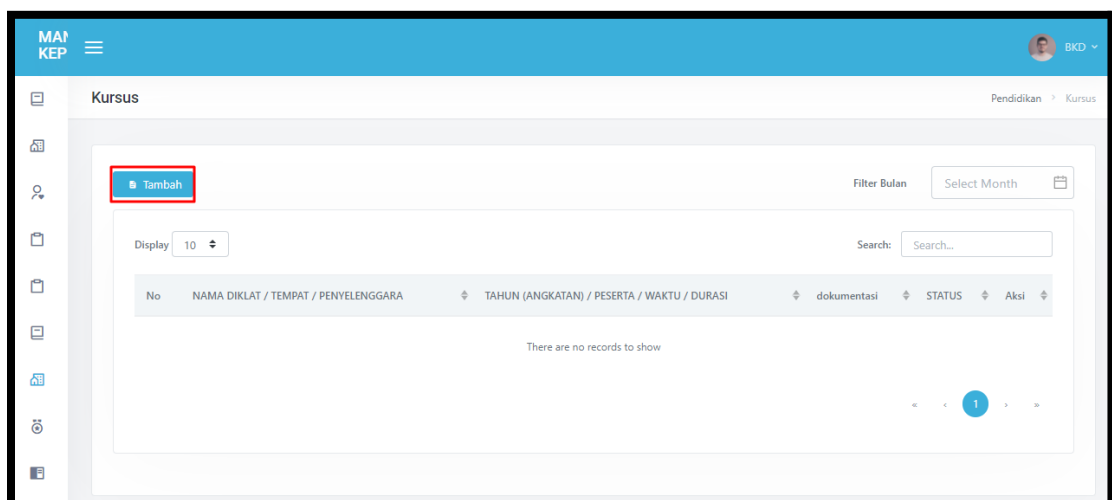 MAN
KEP
BKD
Kursus
Pendidikan > Kursus
Tambah
Filter Bulan
Select Month
Display 10
Search: Search...
No NAMA DIKLAT / TEMPAT / PENYELENGGARA TAHUN (ANGKATAN) / PESERTA / WAKTU / DURASI dokumentasi STATUS Aksi
There are no records to show
« ‹ 1 › »